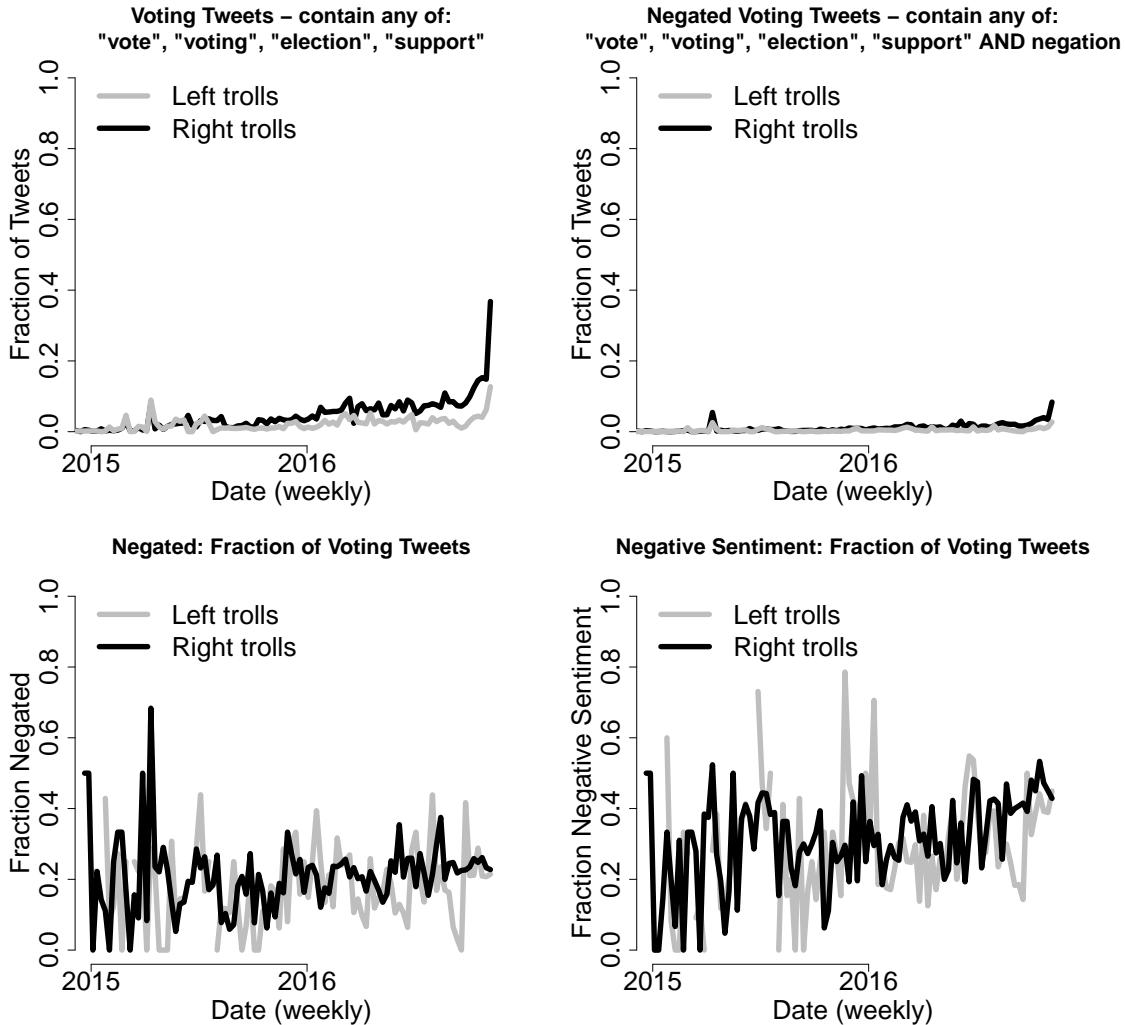 Voting Tweets – contain any of:
"vote", "voting", "election", "support"
Fraction of Tweets
1.0
0.8
0.6
0.4
0.2
0.0
Left trolls
Right trolls
2015
2016
Date (weekly)
Negated Voting Tweets – contain any of:
"vote", "voting", "election", "support" AND negation
Fraction of Tweets
1.0
0.8
0.6
0.4
0.2
0.0
Left trolls
Right trolls
2015
2016
Date (weekly)
Negated: Fraction of Voting Tweets
Fraction Negated
1.0
0.8
0.6
0.4
0.2
0.0
Left trolls
Right trolls
2015
2016
Date (weekly)
Negative Sentiment: Fraction of Voting Tweets
Fraction Negative Sentiment
1.0
0.8
0.6
0.4
0.2
0.0
Left trolls
Right trolls
2015
2016
Date (weekly)